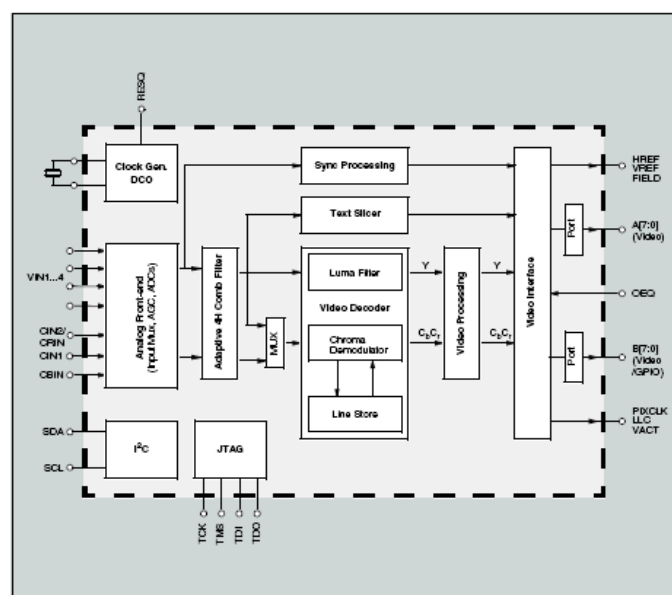 RESQ
Clock Gen.
DCO
Sync Processing
HREF
VREF
FIELD
Text Slicer
Port
A[7:0]
(Video)
VIN1...4
Analog Front-end
(Input Mux, AGC, ADCs)
Adaptive 4H Comb Filter
Luma Filter
Y
Y
Video Interface
OEQ
Video Decoder
Video Processing
MUX
CIN2/
CRIN
CIN1
CBIN
Chroma
Demodulator
CbCr
CbCr
Port
B[7:0]
(Video
/GPIO)
Line Store
PIXCLK
LLC
VACT
SDA
SCL
I²C
JTAG
TCK
TMS
TDI
TDO